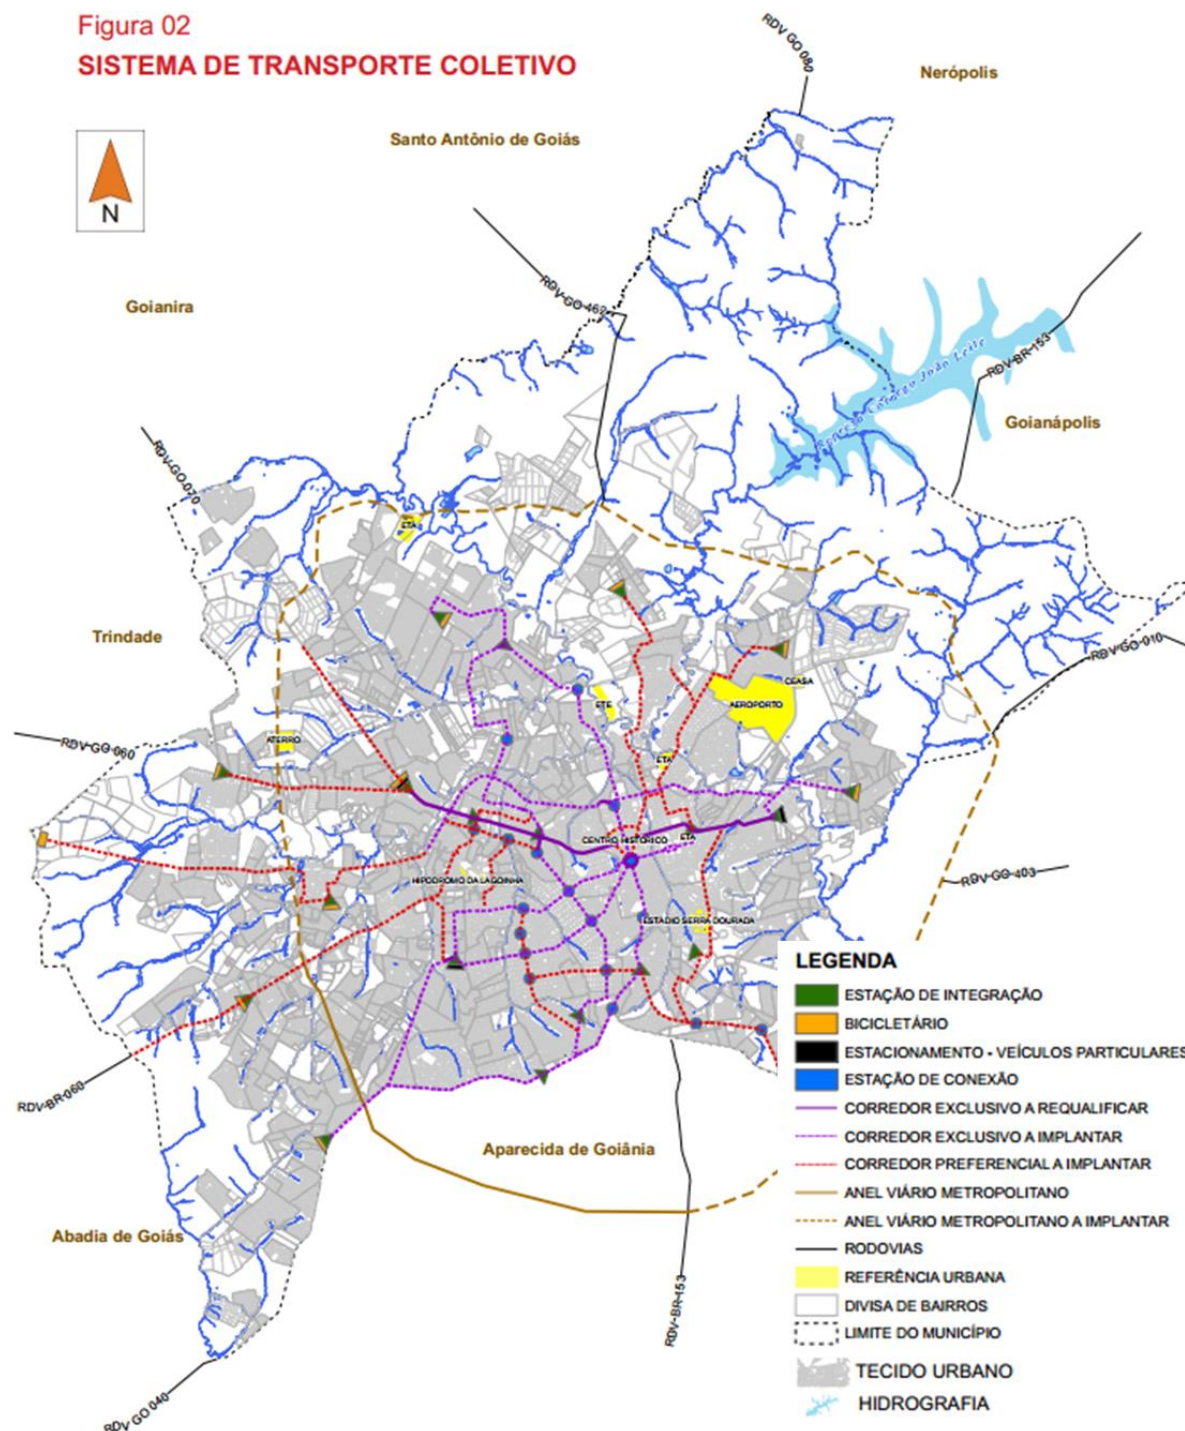 Figura 02
SISTEMA DE TRANSPORTE COLETIVO
RDV GO 080
Nerópolis
Santo Antônio de Goiás
N
RDV-GO-462
Goianira
RDV-BR-153
Goianápolis
RDV-GO-020
ETA
Trindade
RDV-GO-010
CEASA
AEROPORTO
ETE
ATERRO
RDV-GO-060
ETA
CENTRO HISTÓRICO
ETA
HIPÓDROMO DA LAGOINHA
RDV-GO-403
ESTÁDIO SERRA DOURADA
RDV-BR-060
Aparecida de Goiânia
Abadia de Goiás
RDV-BR-153
RDV GO 040
LEGENDA
ESTAÇÃO DE INTEGRAÇÃO
BICICLETÁRIO
ESTACIONAMENTO - VEÍCULOS PARTICULARES
ESTAÇÃO DE CONEXÃO
CORREDOR EXCLUSIVO A REQUALIFICAR
CORREDOR EXCLUSIVO A IMPLANTAR
CORREDOR PREFERENCIAL A IMPLANTAR
ANEL VIÁRIO METROPOLITANO
ANEL VIÁRIO METROPOLITANO A IMPLANTAR
RODOVIAS
REFERÊNCIA URBANA
DIVISA DE BAIRROS
LIMITE DO MUNICÍPIO
TECIDO URBANO
HIDROGRAFIA